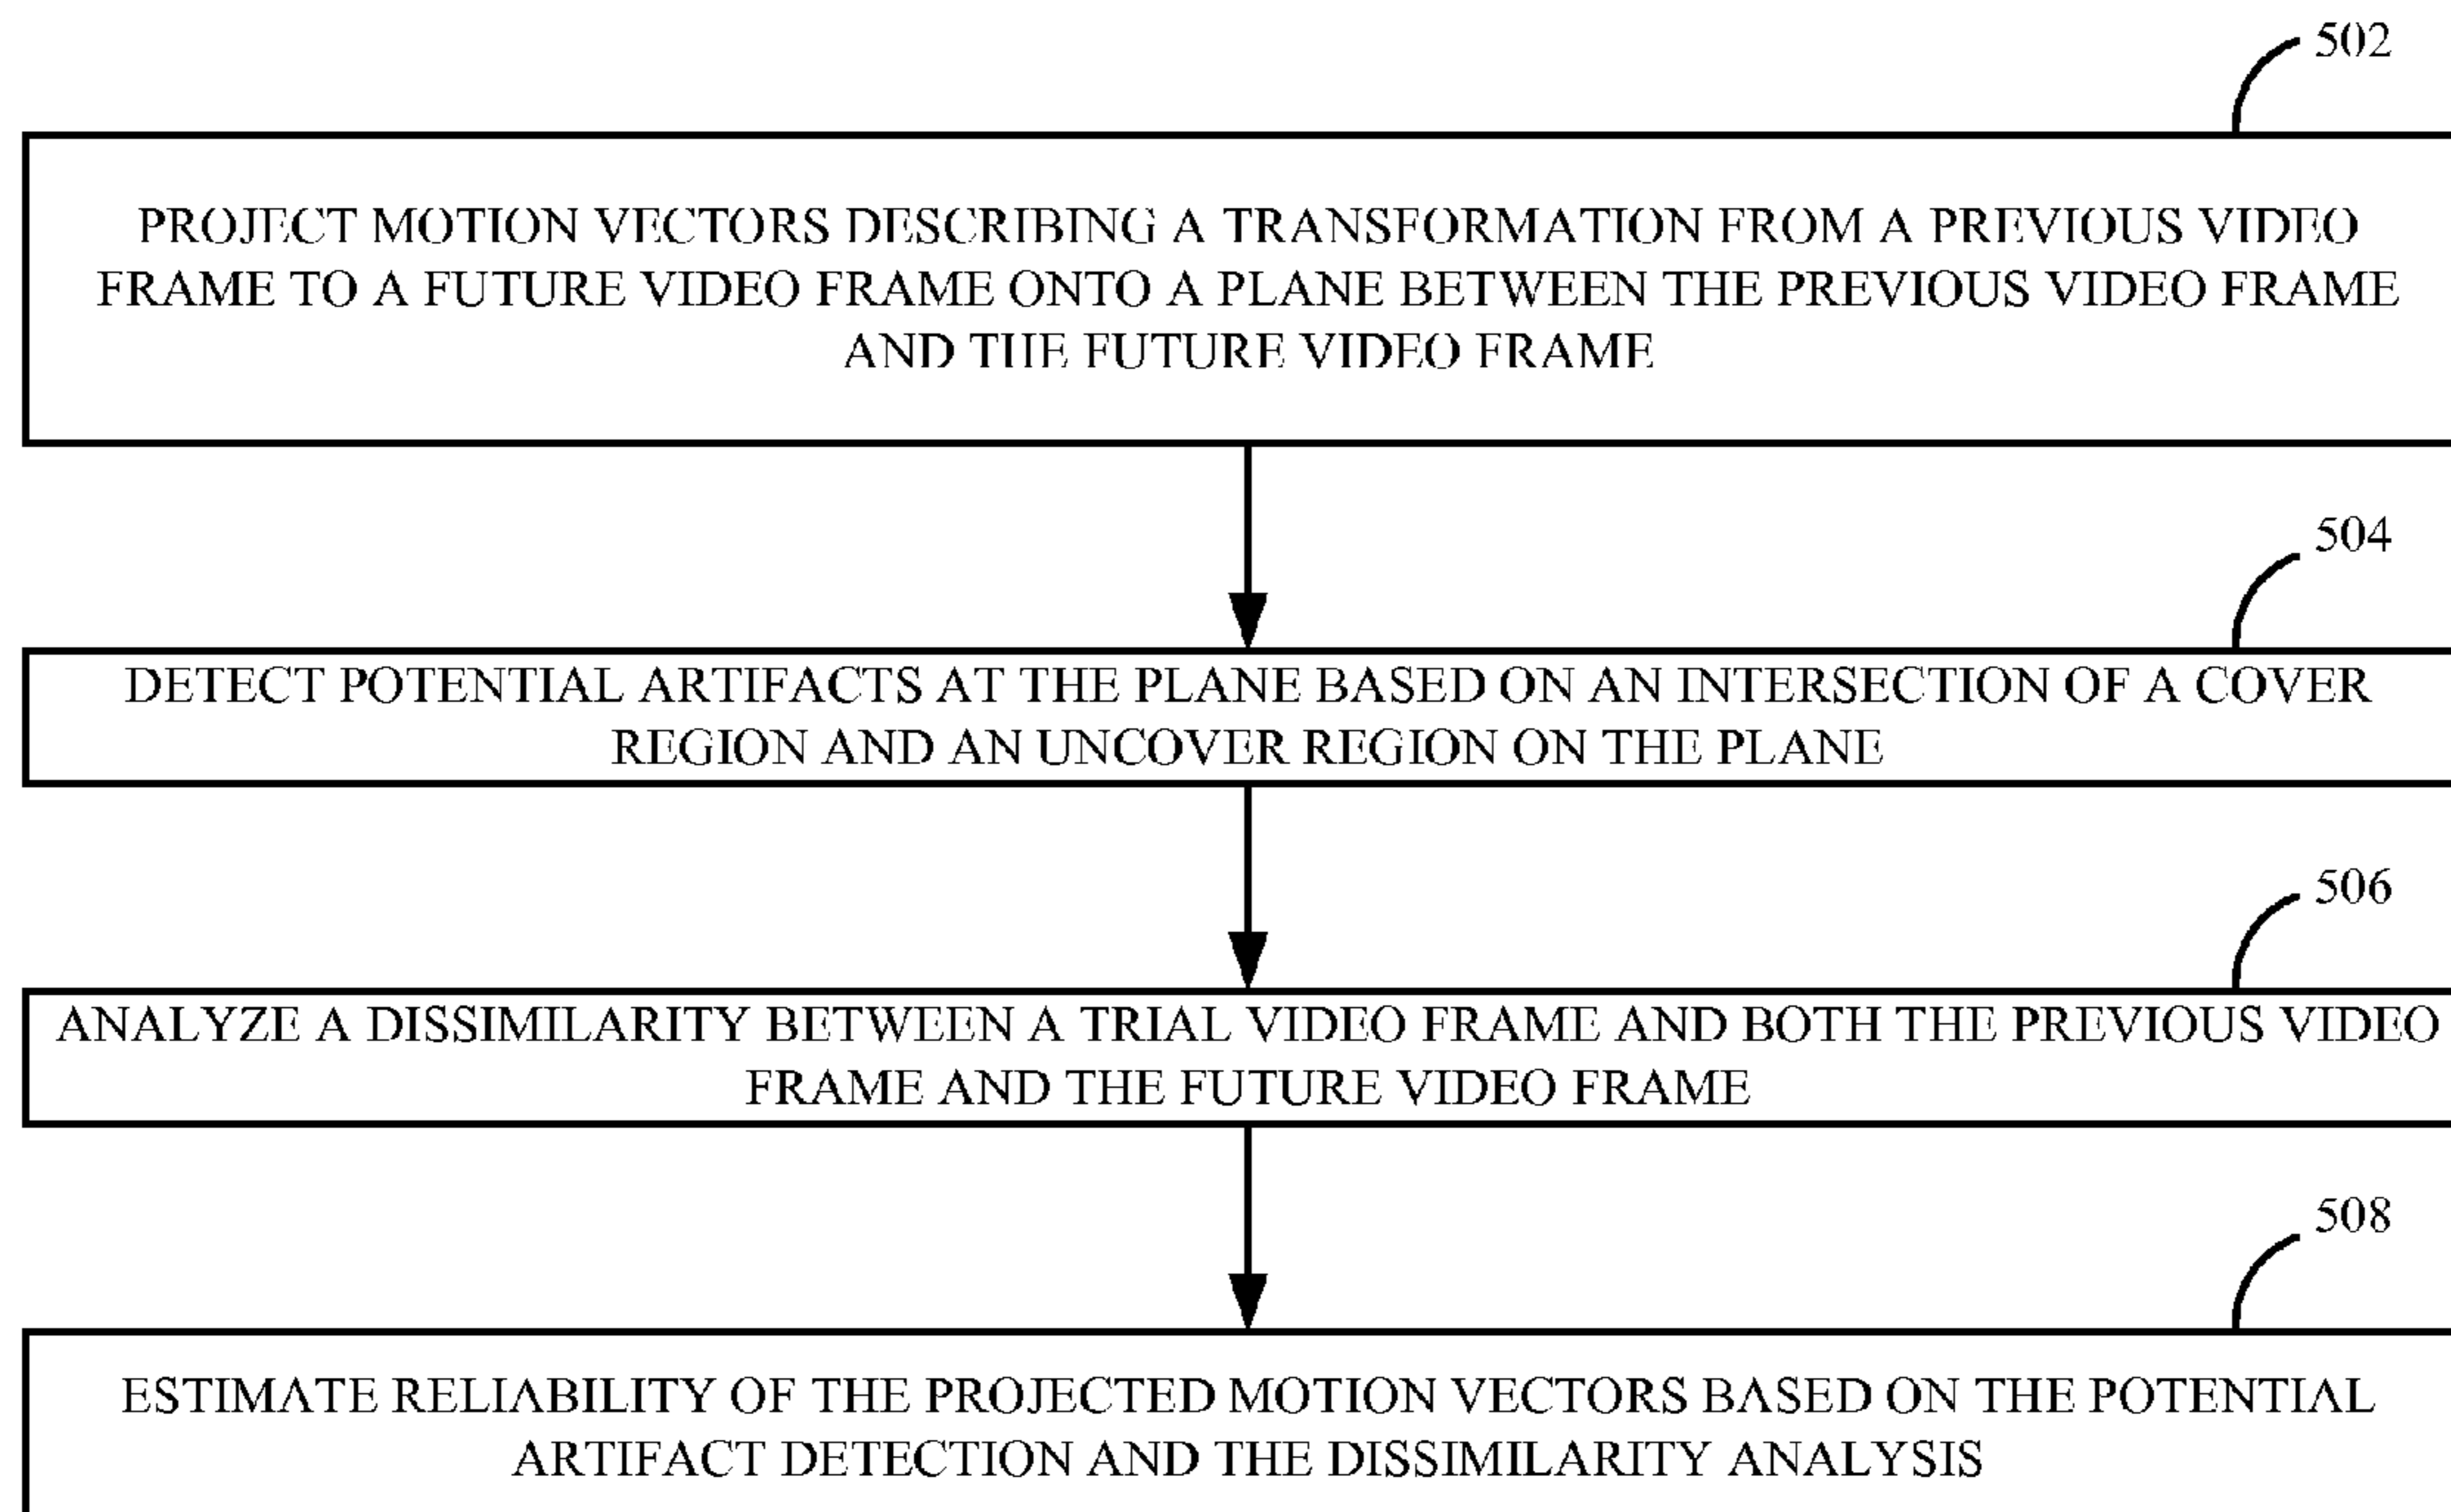 502
PROJECT MOTION VECTORS DESCRIBING A TRANSFORMATION FROM A PREVIOUS VIDEO
FRAME TO A FUTURE VIDEO FRAME ONTO A PLANE BETWEEN THE PREVIOUS VIDEO FRAME
AND THE FUTURE VIDEO FRAME
504
DETECT POTENTIAL ARTIFACTS AT THE PLANE BASED ON AN INTERSECTION OF A COVER
REGION AND AN UNCOVER REGION ON THE PLANE
506
ANALYZE A DISSIMILARITY BETWEEN A TRIAL VIDEO FRAME AND BOTH THE PREVIOUS VIDEO
FRAME AND THE FUTURE VIDEO FRAME
508
ESTIMATE RELIABILITY OF THE PROJECTED MOTION VECTORS BASED ON THE POTENTIAL
ARTIFACT DETECTION AND THE DISSIMILARITY ANALYSIS